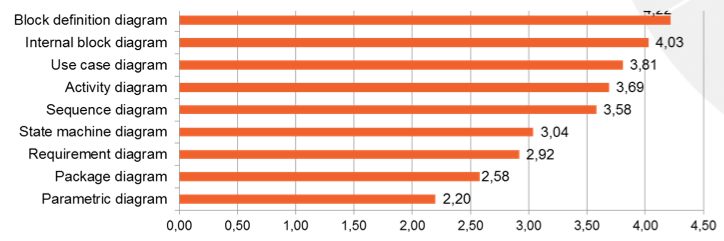 Block definition diagram 4,22
Internal block diagram 4,03
Use case diagram 3,81
Activity diagram 3,69
Sequence diagram 3,58
State machine diagram 3,04
Requirement diagram 2,92
Package diagram 2,58
Parametric diagram 2,20
0,00 0,50 1,00 1,50 2,00 2,50 3,00 3,50 4,00 4,50